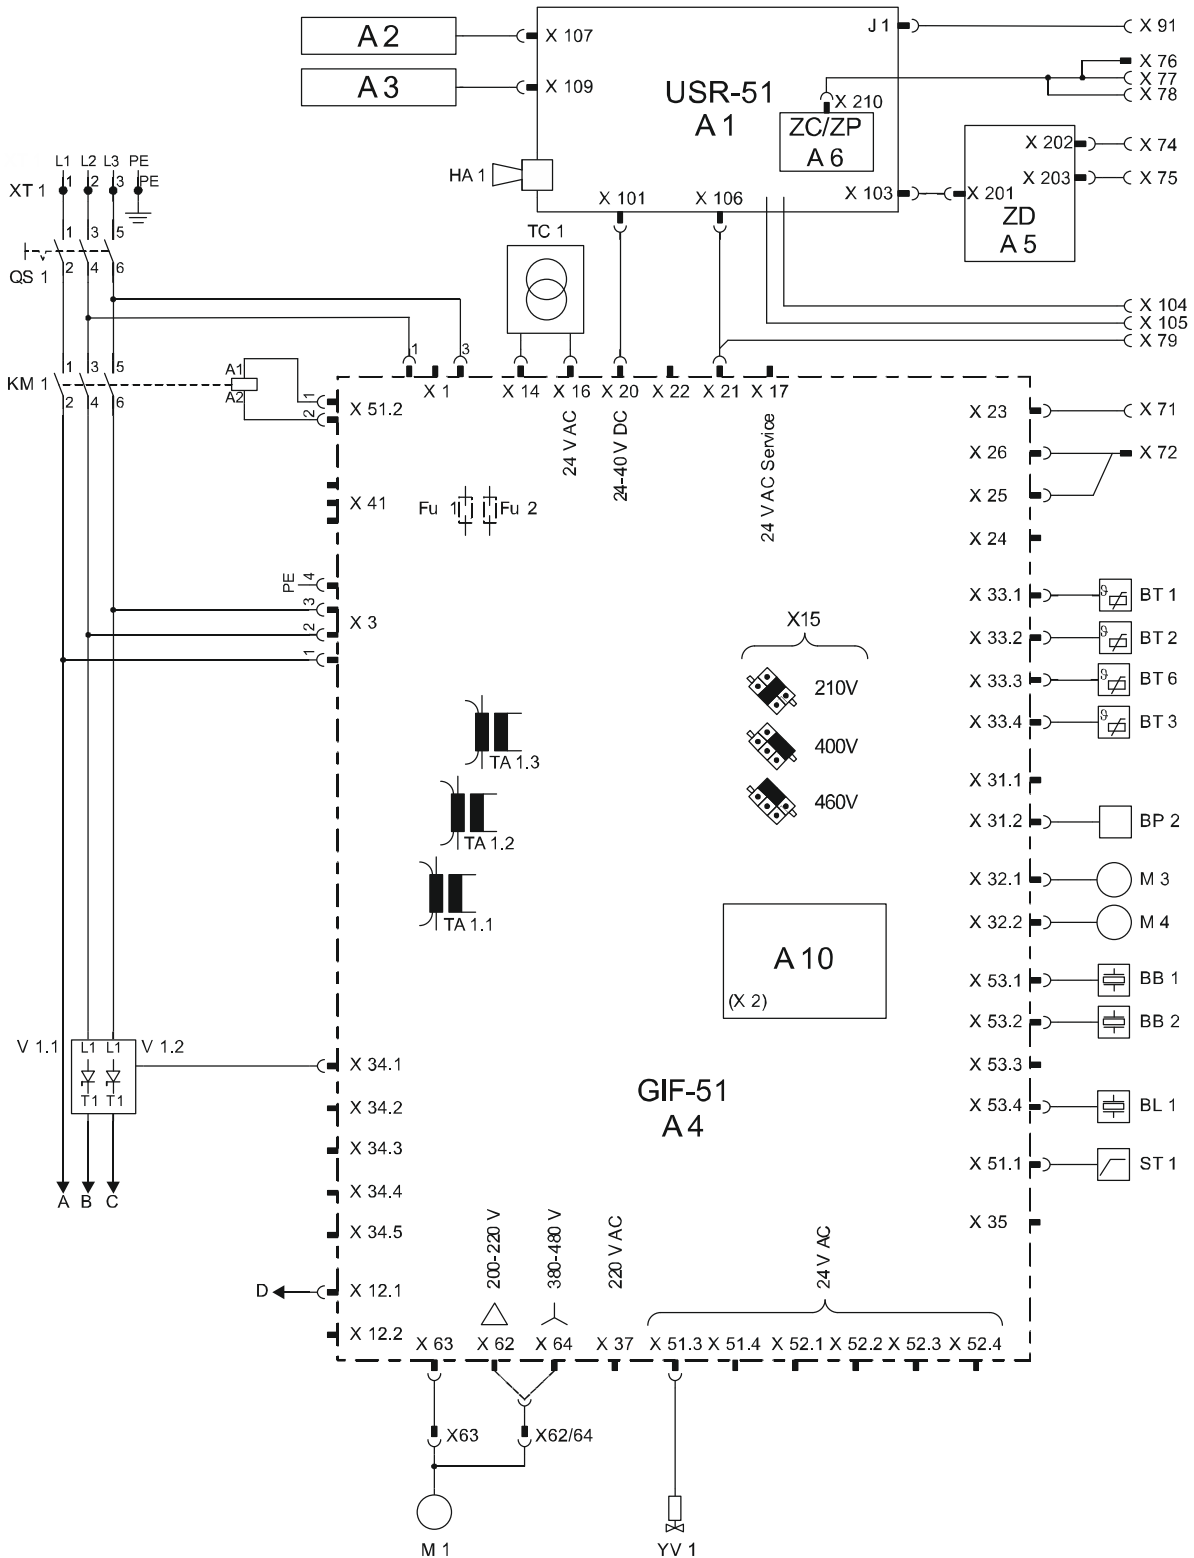 A 2
X 107
J 1
X 91
A 3
X 109
USR-51
A 1
X 76
X 77
X 78
X 210
ZC/ZP
A 6
X 202
X 74
X 203
X 75
HA 1
X 101
X 106
X 103
X 201
ZD
A 5
L1 L2 L3 PE
XT 1
1 2 3 PE
TC 1
1 3 5
QS 1
2 4 6
X 104
X 105
X 79
1 3
KM 1
1 3 5
2 4 6
A1
A2
1
2
X 51.2
X 1
X 14
X 16
X 20
X 22
X 21
X 17
24 V AC
24-40V DC
24 V AC Service
X 23
X 71
X 26
X 72
X 25
X 24
X 41
Fu 1
Fu 2
PE
4
3
2
1
X 3
X 33.1
BT 1
X 33.2
BT 2
X 33.3
BT 6
X 33.4
BT 3
X15
210V
400V
460V
TA 1.3
TA 1.2
TA 1.1
X 31.1
X 31.2
BP 2
X 32.1
M 3
X 32.2
M 4
A 10
(X 2)
X 53.1
BB 1
X 53.2
BB 2
X 53.3
X 53.4
BL 1
X 51.1
ST 1
X 35
V 1.1
L1 L1
V 1.2
T1 T1
A B C
X 34.1
X 34.2
X 34.3
X 34.4
X 34.5
GIF-51
A 4
D
X 12.1
X 12.2
200-220 V
380-480 V
220 V AC
24 V AC
X 63
X 62
X 64
X 37
X 51.3
X 51.4
X 52.1
X 52.2
X 52.3
X 52.4
X63
X62/64
M 1
YV 1